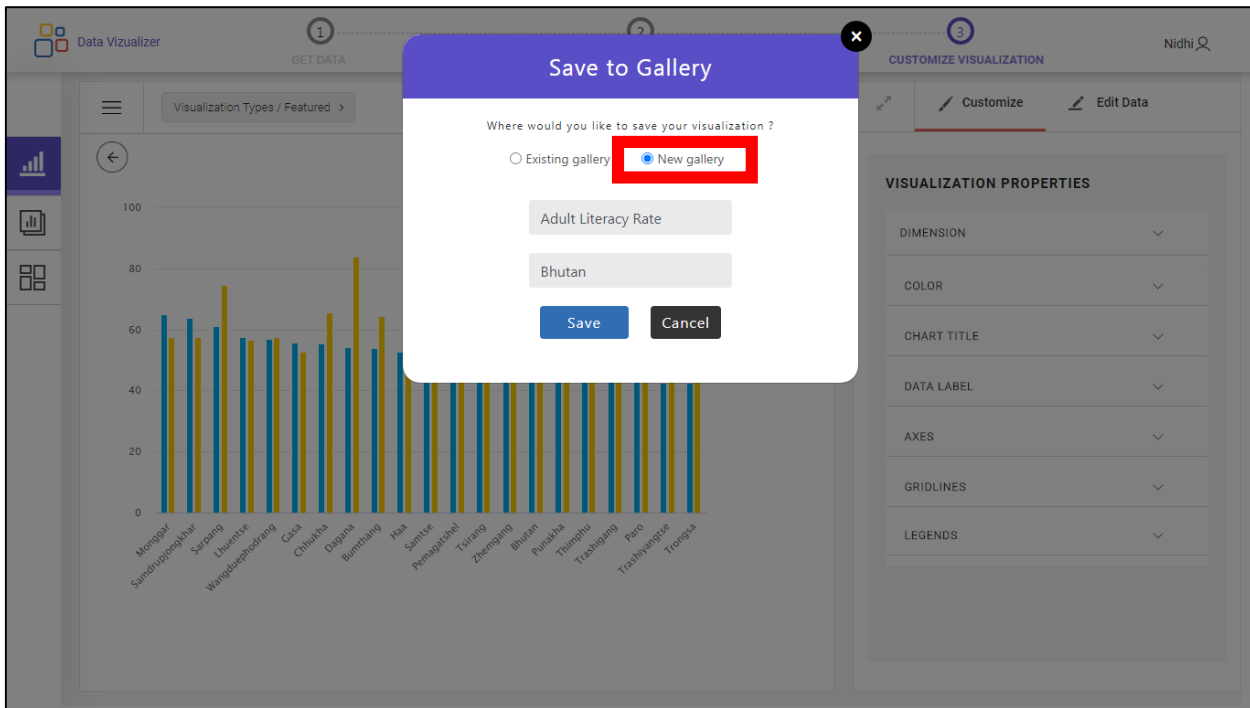 Data Vizualizer
1
GET DATA
2
3
CUSTOMIZE VISUALIZATION
Nidhi
Save to Gallery
Where would you like to save your visualization ?
Existing gallery New gallery
Adult Literacy Rate
Bhutan
Save Cancel
Visualization Types / Featured >
Customize Edit Data
VISUALIZATION PROPERTIES
DIMENSION
COLOR
CHART TITLE
DATA LABEL
AXES
GRIDLINES
LEGENDS
100
80
60
40
20
0
Monggar
Samdrupjongkhar
Sarpang
Lhuentse
Wangduephodrang
Gasa
Chhukha
Dagana
Bumthang
Haa
Samtse
Pemagatshel
Tsirang
Zhemgang
Bhutan
Punakha
Thimphu
Trashigang
Paro
Trashiyangtse
Trongsa